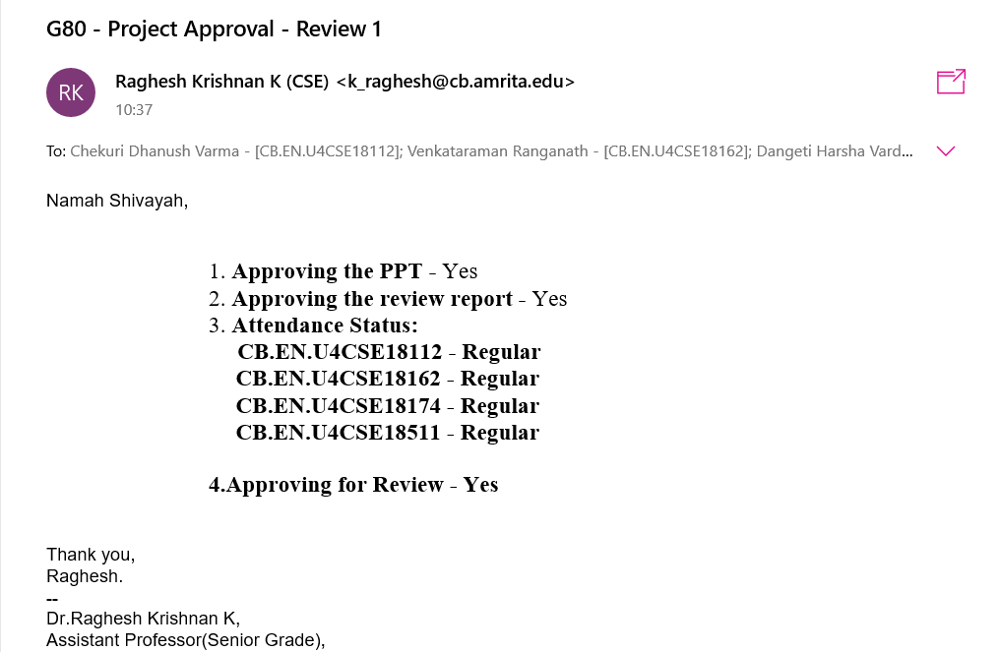 G80 - Project Approval - Review 1
RK
Raghesh Krishnan K (CSE) <k_raghesh@cb.amrita.edu>
10:37
To: Chekuri Dhanush Varma - [CB.EN.U4CSE18112]; Venkataraman Ranganath - [CB.EN.U4CSE18162]; Dangeti Harsha Vard...
Namah Shivayah,
1. Approving the PPT - Yes
2. Approving the review report - Yes
3. Attendance Status:
CB.EN.U4CSE18112 - Regular
CB.EN.U4CSE18162 - Regular
CB.EN.U4CSE18174 - Regular
CB.EN.U4CSE18511 - Regular
4.Approving for Review - Yes
Thank you,
Raghesh.
--
Dr.Raghesh Krishnan K,
Assistant Professor(Senior Grade),